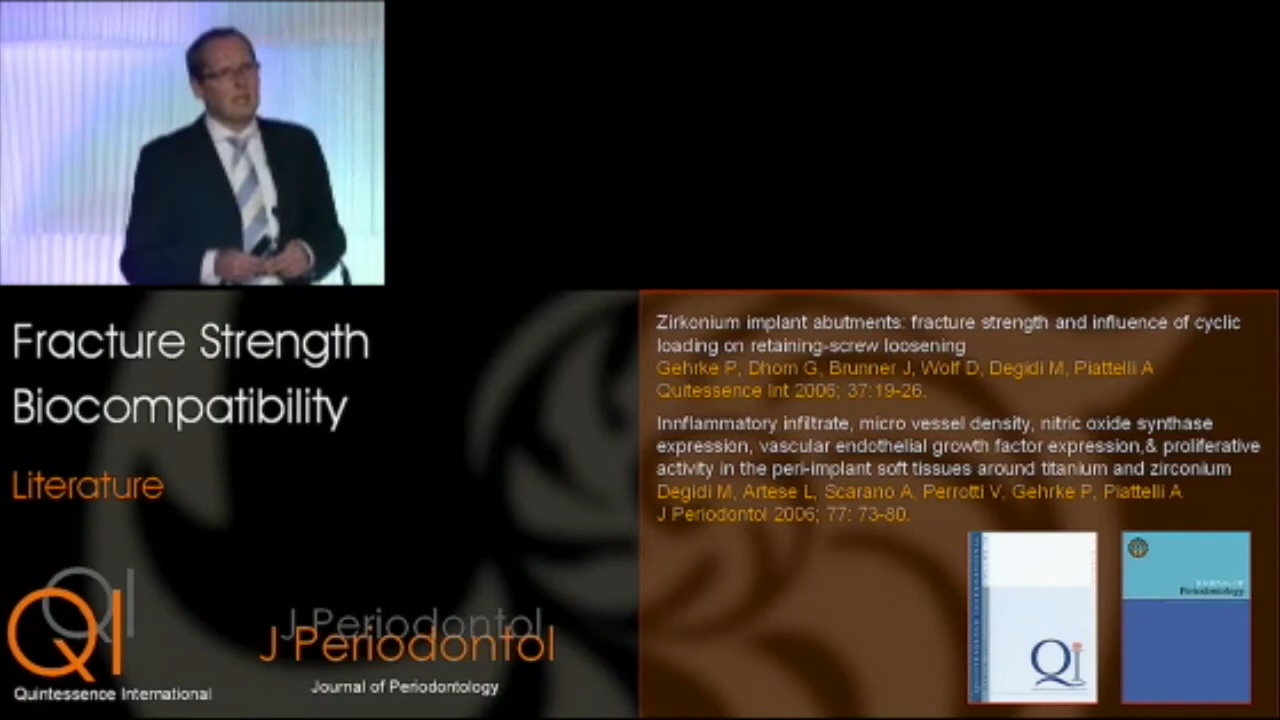 Fracture Strength
Biocompatibility
Literature
QI
Quintessence International
J Periodontol
J Periodontol
Journal of Periodontology
Zirkonium implant abutments: fracture strength and influence of cyclic
loading on retaining-screw loosening
Gehrke P, Dhom G, Brunner J, Wolf D, Degidi M, Piattelli A
Quitessence Int 2006; 37:19-26.
Innflammatory infiltrate, micro vessel density, nitric oxide synthase
expression, vascular endothelial growth factor expression,& proliferative
activity in the peri-implant soft tissues around titanium and zirconium
Degidi M, Artese L, Scarano A, Perrotti V, Gehrke P, Piattelli A
J Periodontol 2006; 77: 73-80.
Qi
JOURNAL OF
Periodontology